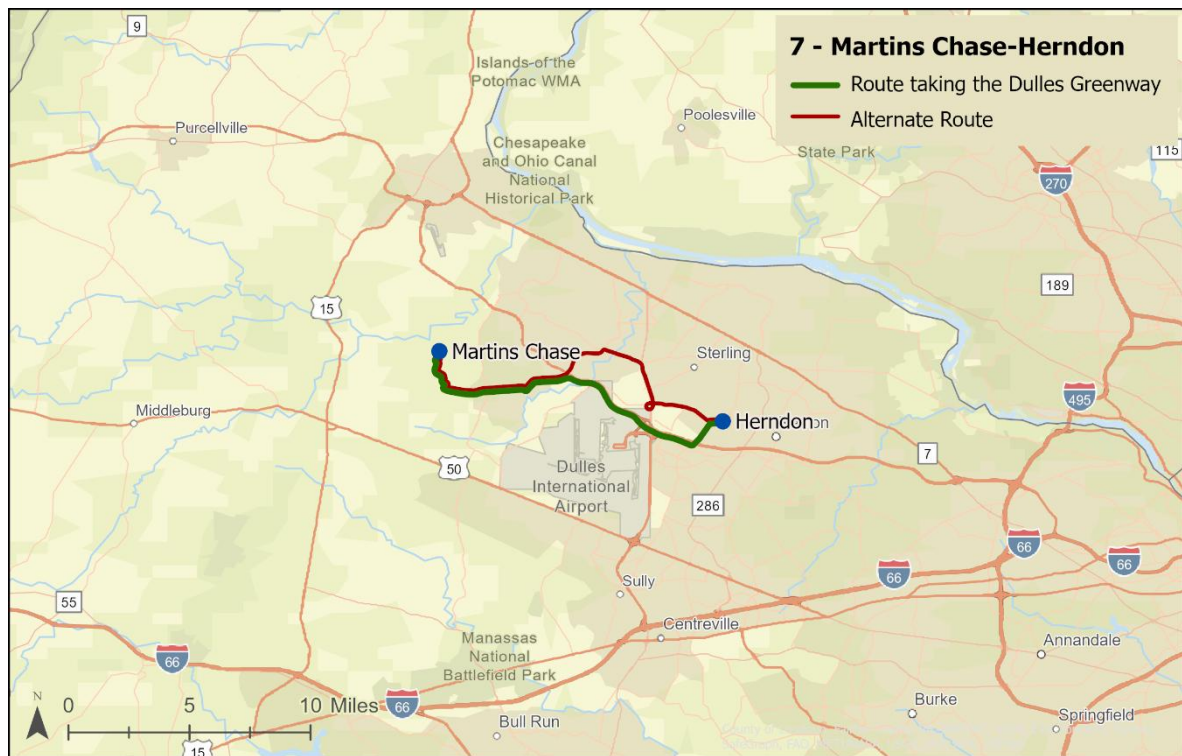 7 - Martins Chase-Herndon
Route taking the Dulles Greenway
Alternate Route
9
Islands of the
Potomac WMA
Purcellville
Poolesville
State Park
115
Chesapeake
and Ohio Canal
National
Historical Park
270
189
15
Martins Chase
Sterling
Middleburg
495
Herndon
on
7
50
Dulles
International
Airport
286
66
66
66
Sully
55
Centreville
Manassas
National
Battlefield Park
Annandale
66
N
0 5 10 Miles
66
Burke
Bull Run
Springfield
15